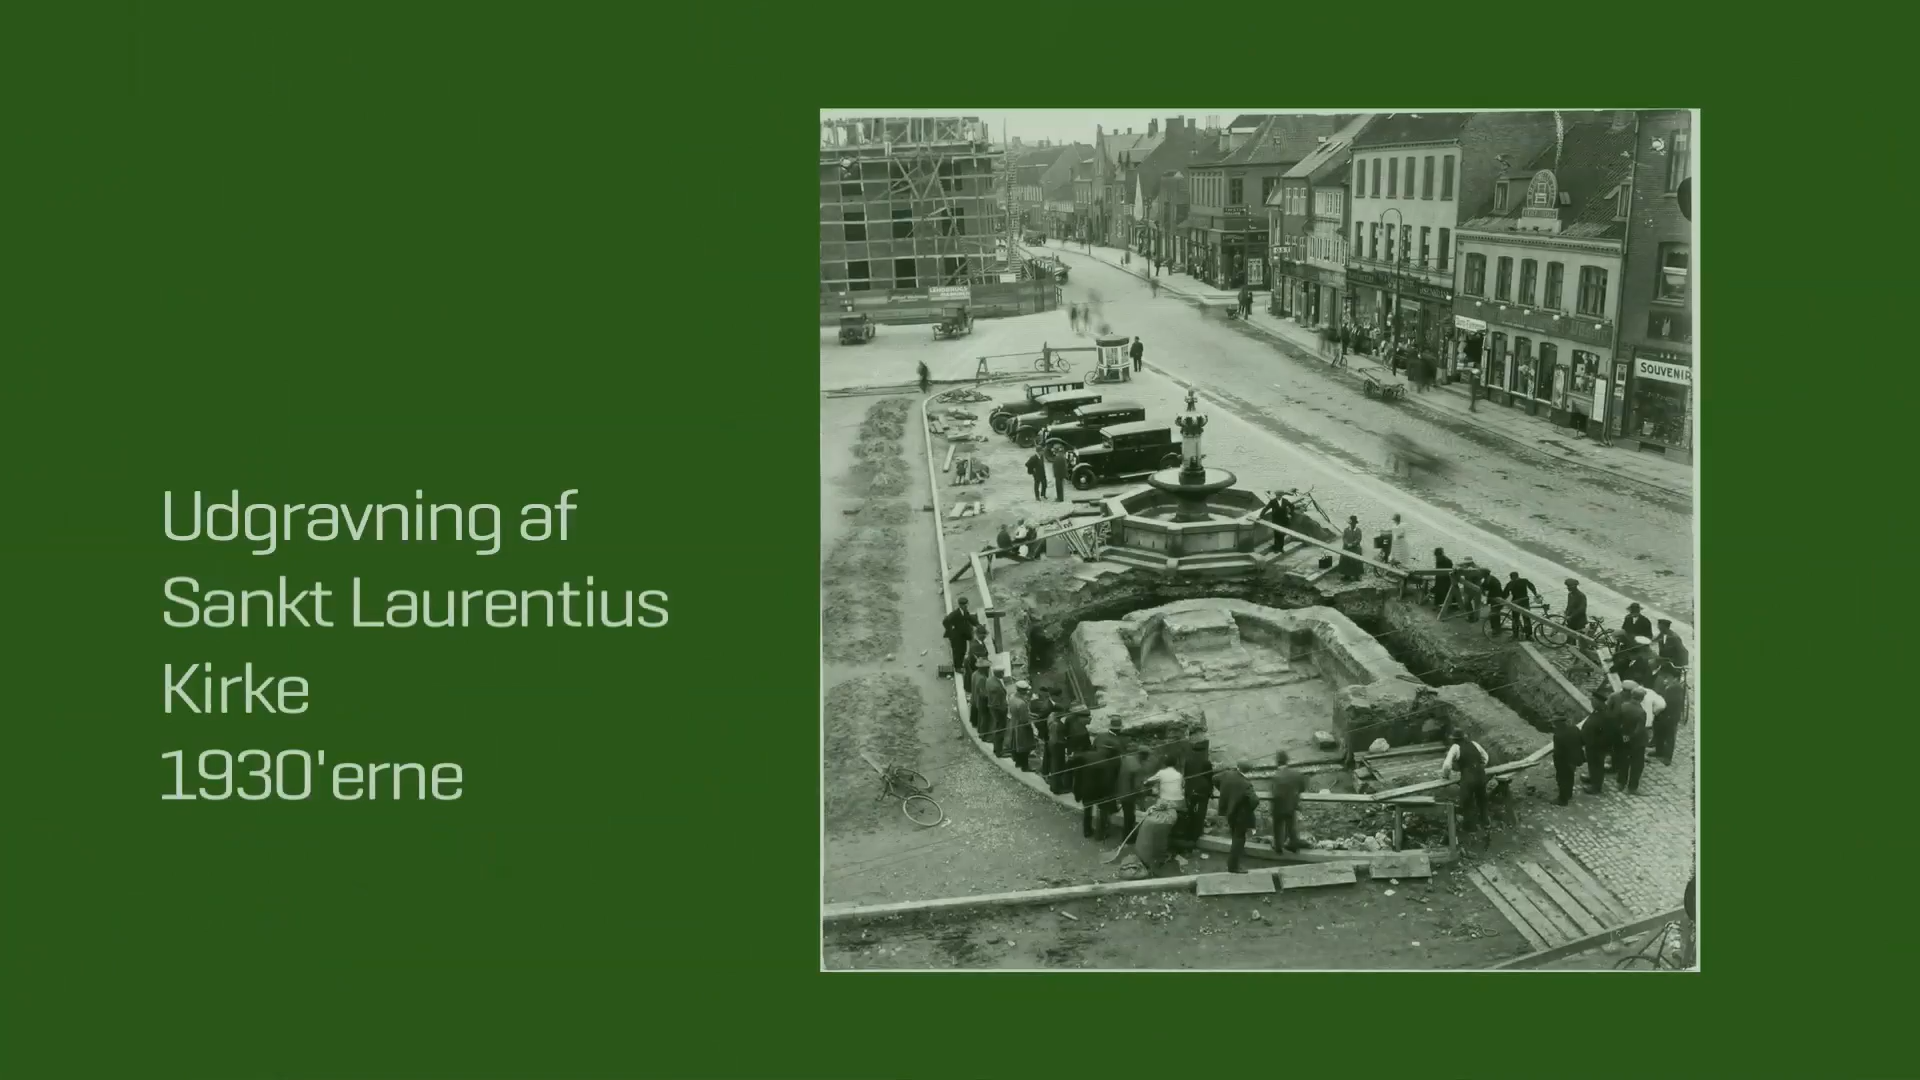 Udgravning af
Sankt Laurentius
Kirke
1930'erne
SOUVENIR